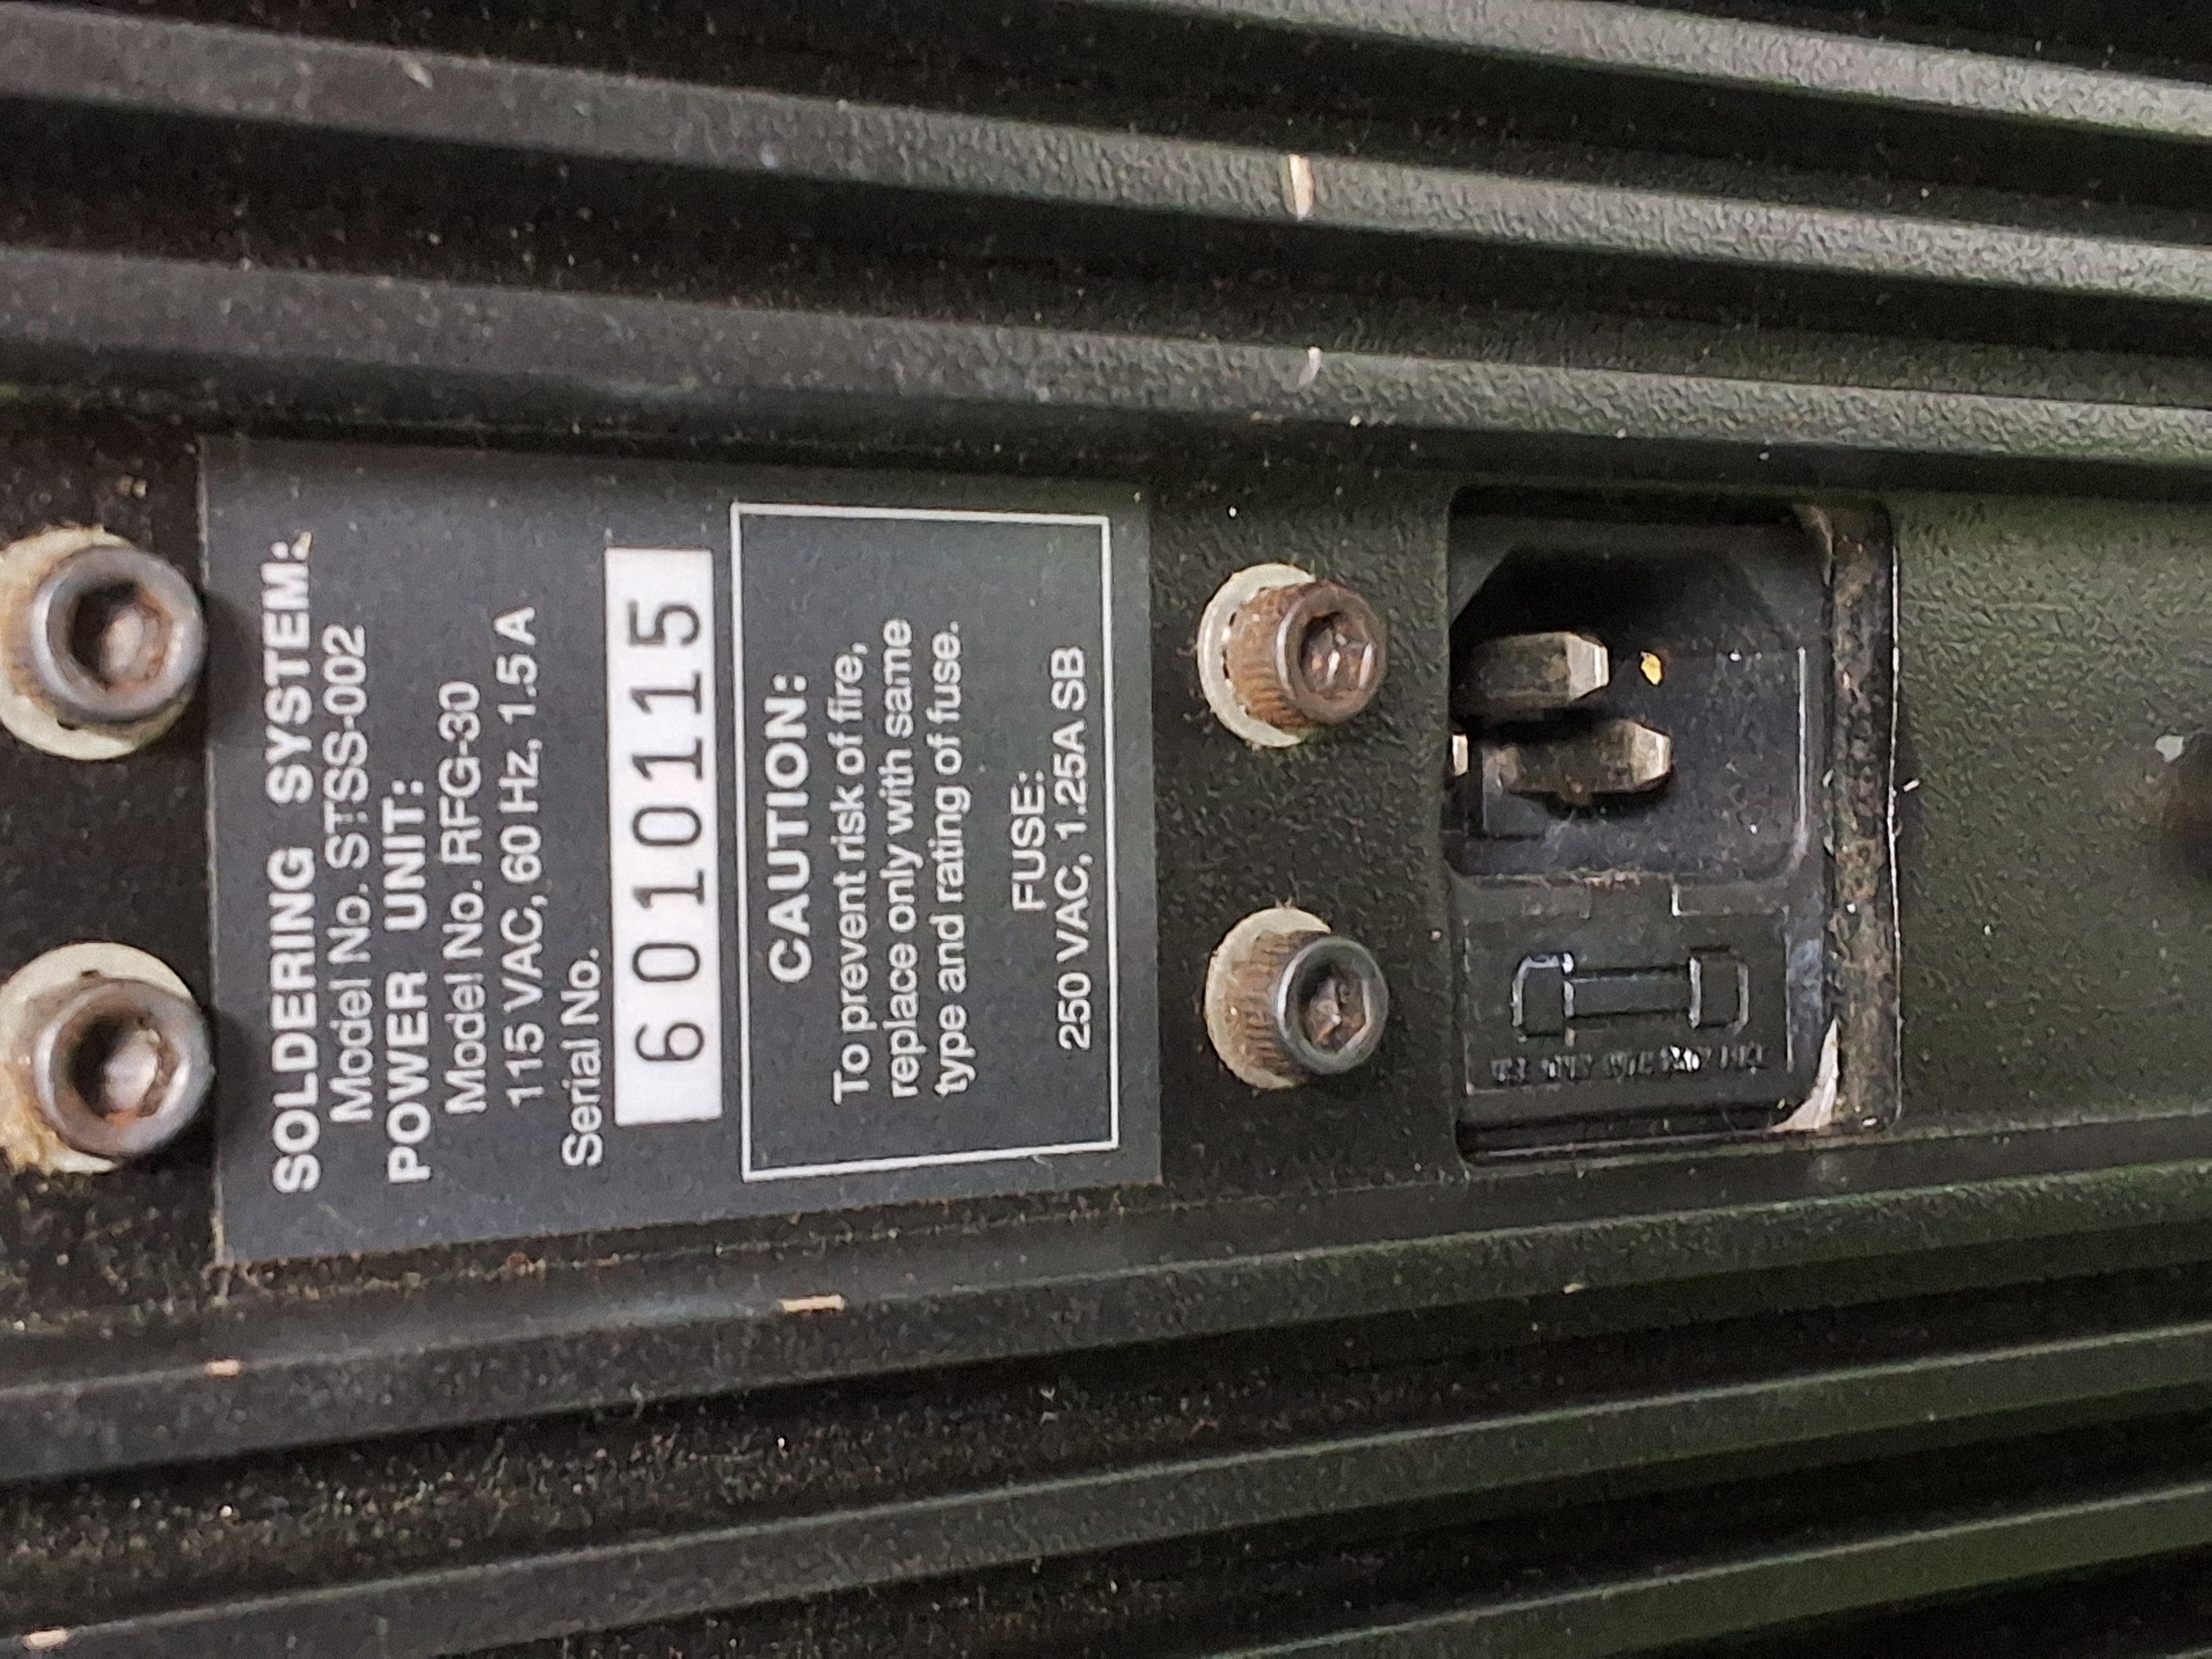 SOLDERING SYSTEM:
Model No. STSS-002
POWER UNIT:
Model No. RFG-30
115 VAC, 60 Hz, 1.5 A
Serial No.
6010115
CAUTION:
To prevent risk of fire,
replace only with same
type and rating of fuse.
FUSE:
250 VAC, 1.25A SB